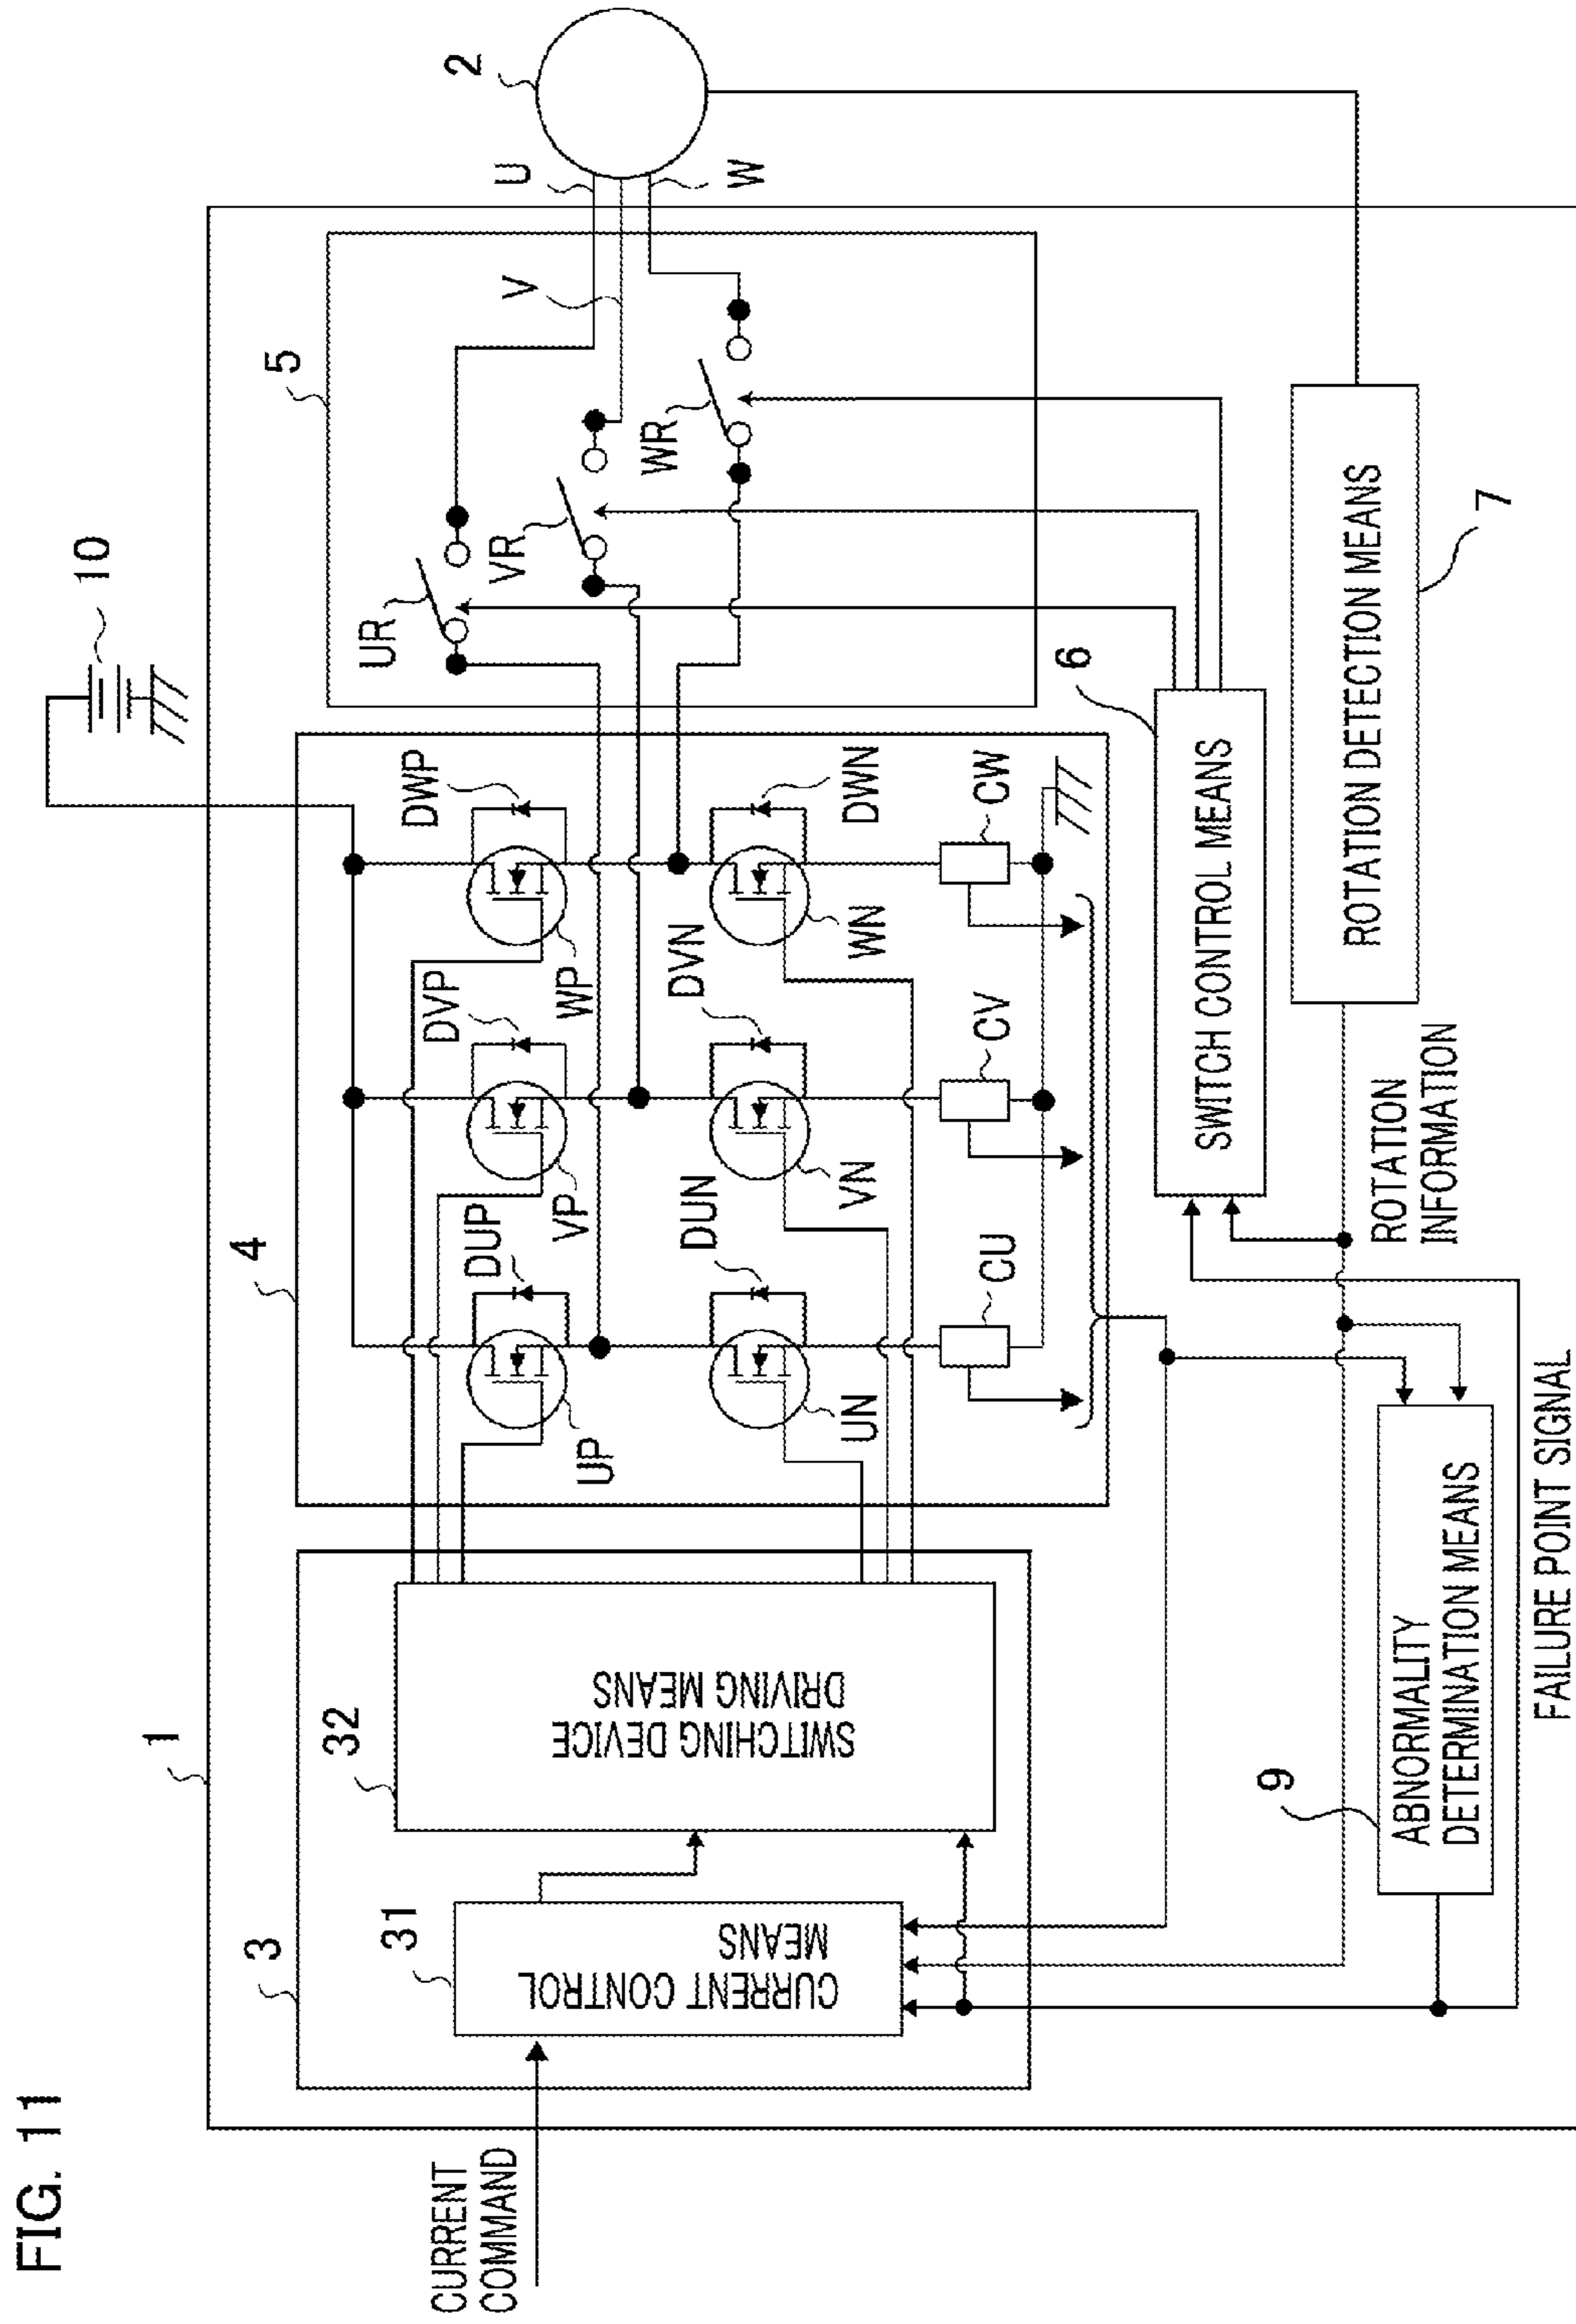 FIG. 11
1
10
2
3
4
5
31
32
CURRENT
COMMAND
CURRENT CONTROL
MEANS
SWITCHING DEVICE
DRIVING MEANS
DUP
DVP
DWP
UP
VP
WP
DUN
DVN
DWN
UN
VN
WN
CU
CV
CW
UR
VR
WR
U
V
W
6
SWITCH CONTROL MEANS
7
ROTATION DETECTION MEANS
ROTATION
INFORMATION
9
ABNORMALITY
DETERMINATION MEANS
FAILURE POINT SIGNAL